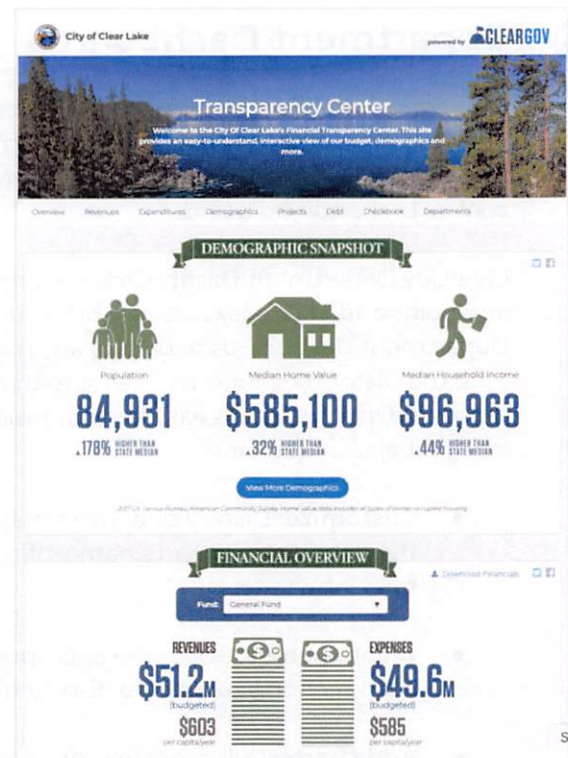 City of Clear Lake
powered by CLEARGOV
Transparency Center
Welcome to the City Of Clear Lake's Financial Transparency Center. This site
provides an easy-to-understand, interactive view of our budget, demographics and
more.
Overview Revenues Expenditures Demographics Projects Debt Checkbook Departments
DEMOGRAPHIC SNAPSHOT
Population Median Home Value Median Household Income
84,931 $585,100 $96,963
178% HIGHER THAN STATE MEDIAN 32% HIGHER THAN STATE MEDIAN 44% HIGHER THAN STATE MEDIAN
View More Demographics
FINANCIAL OVERVIEW
Download Financials
Fund: General Fund
REVENUES EXPENSES
$51.2M $49.6M
(budgeted) (budgeted)
$603 $585
per capita/year per capita/year
S